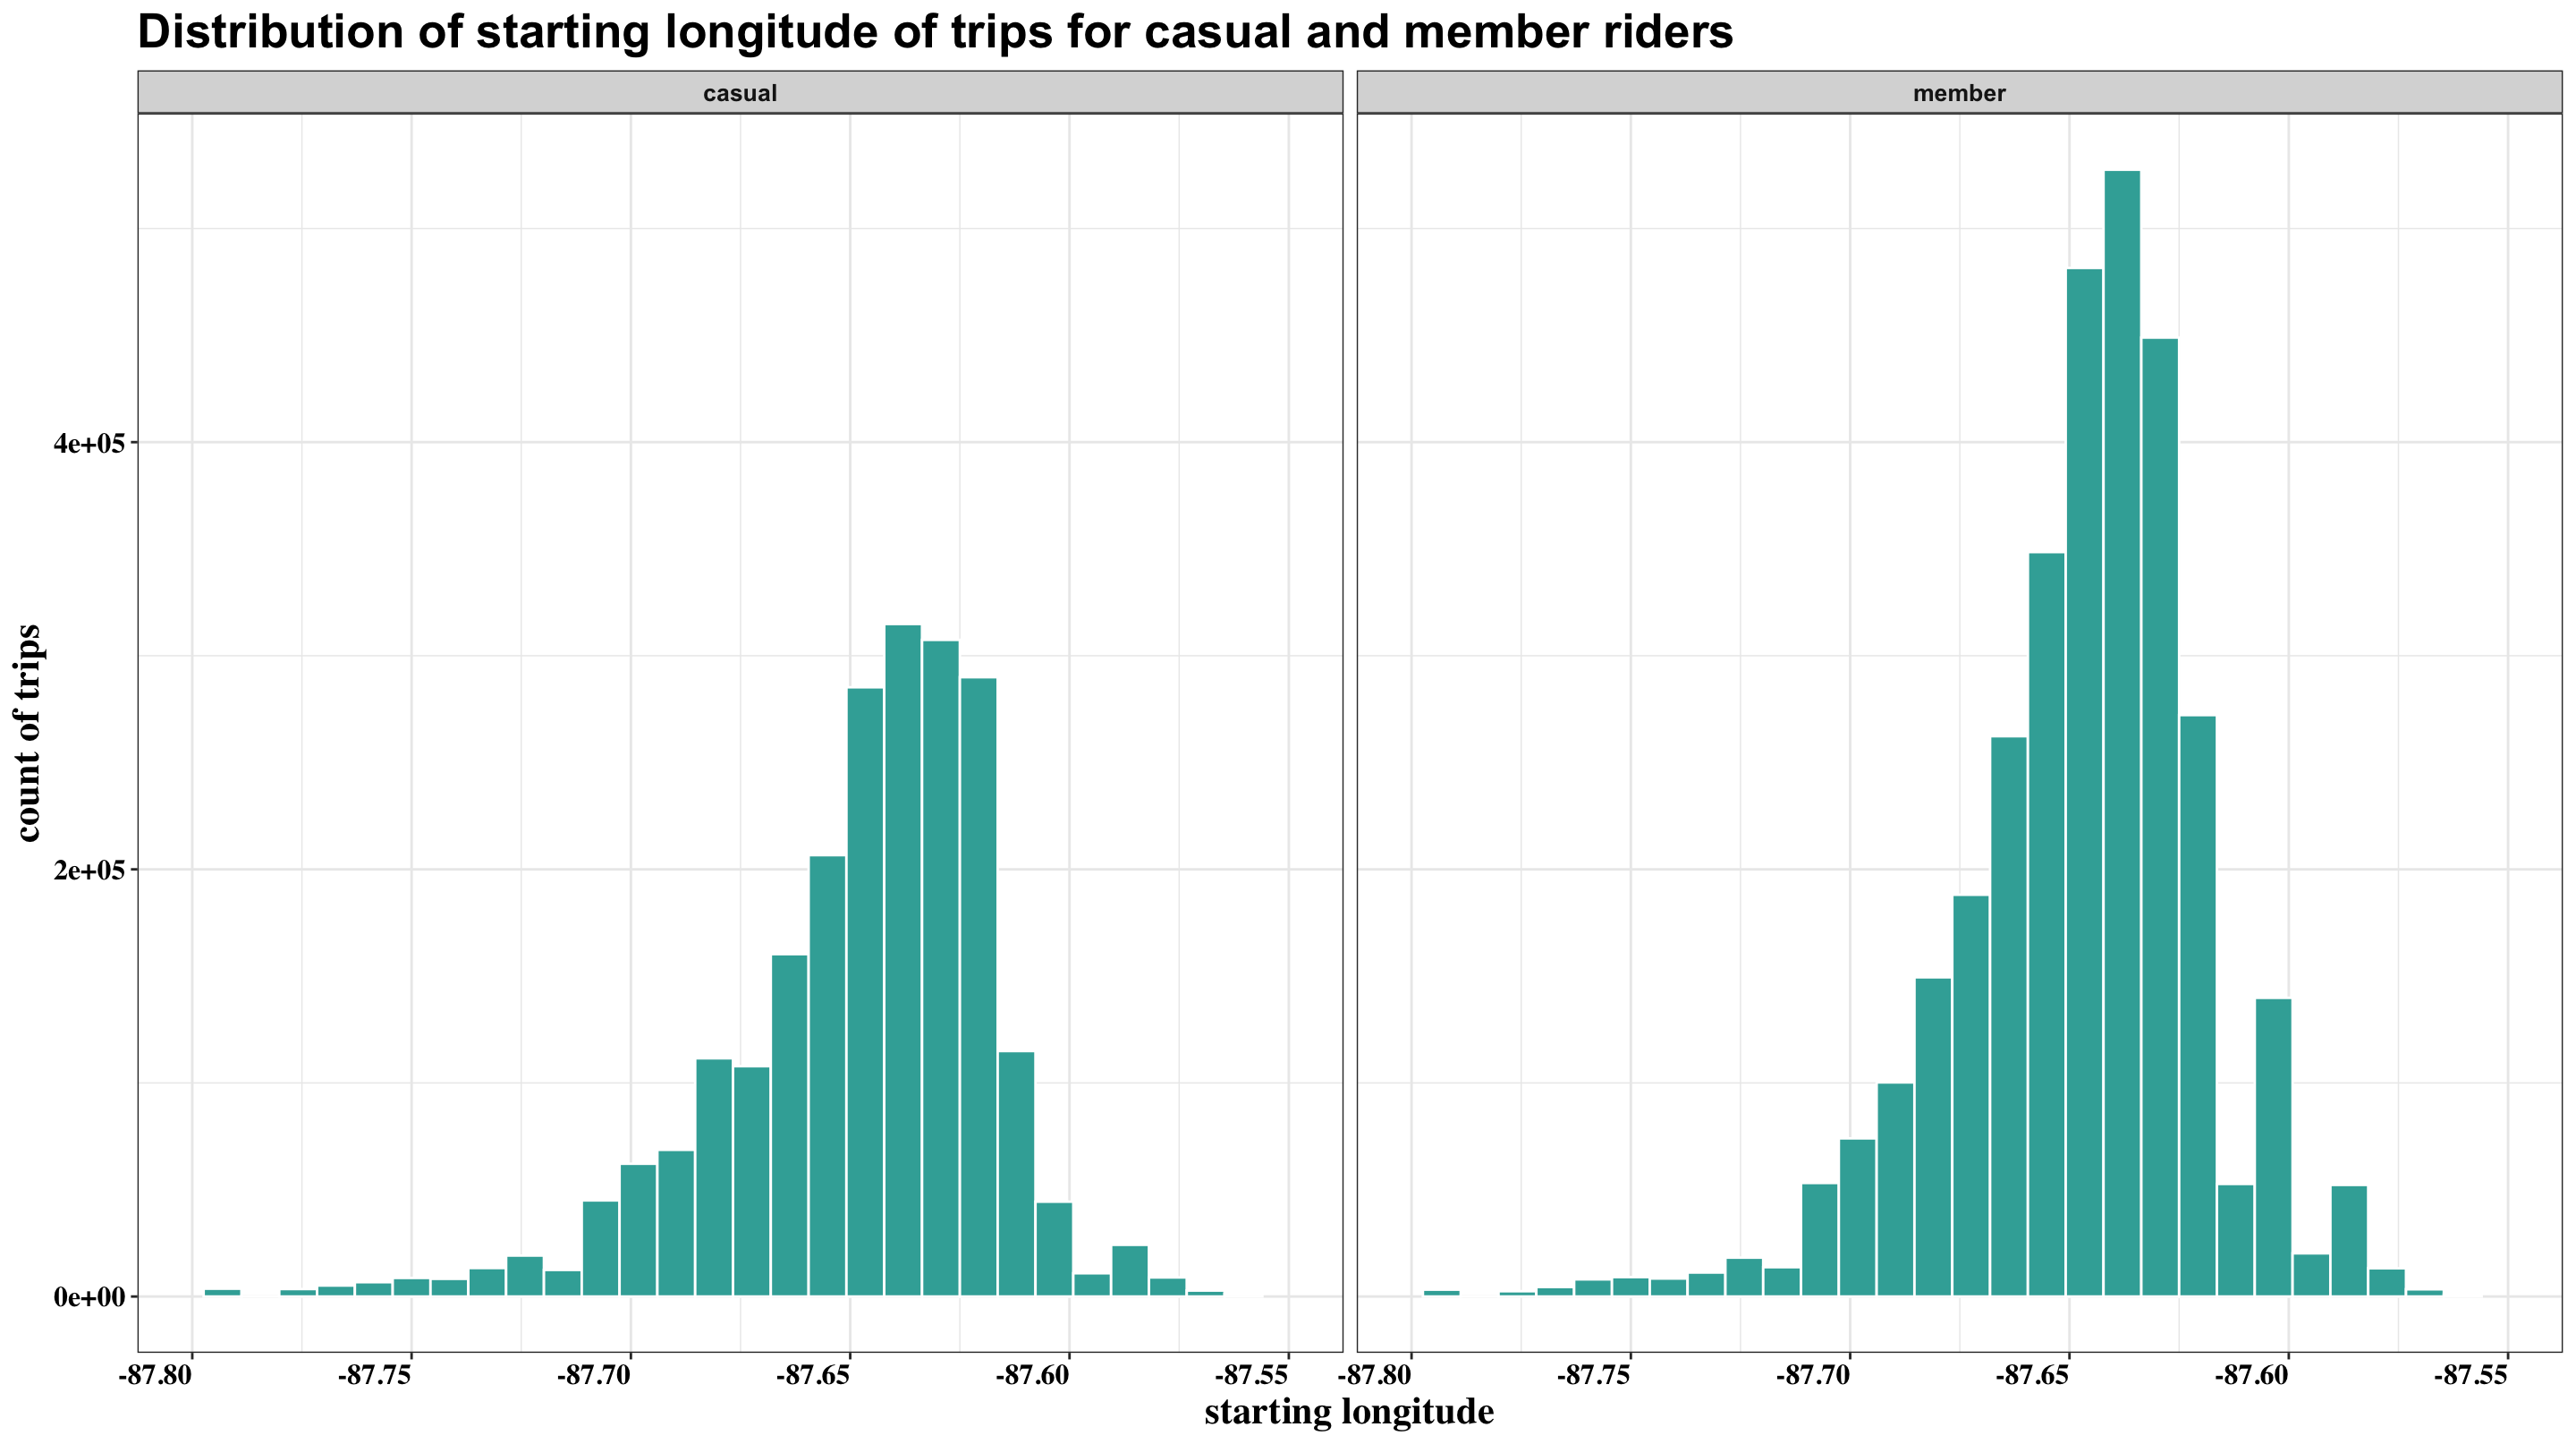 Distribution of starting longitude of trips for casual and member riders
casual
member
count of trips
4e+05
2e+05
0e+00
-87.80 -87.75 -87.70 -87.65 -87.60 -87.55 -87.80 -87.75 -87.70 -87.65 -87.60 -87.55
starting longitude